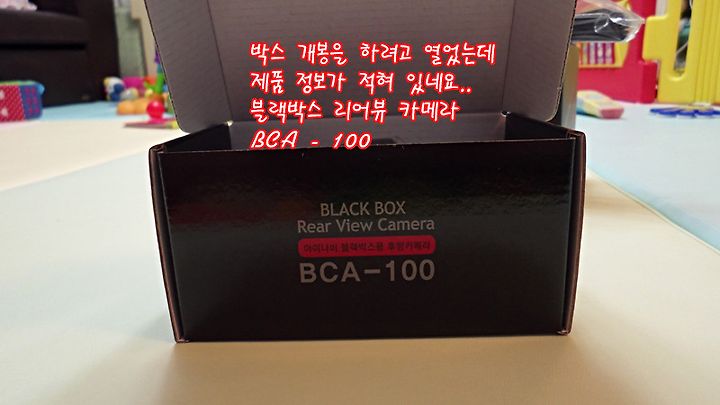 박스 개봉을 하려고 열었는데
제품 정보가 적혀 있네요..
블랙박스 리어뷰 카메라
BCA - 100
BLACK BOX
Rear View Camera
아이나비 블랙박스용 후방카메라
BCA-100